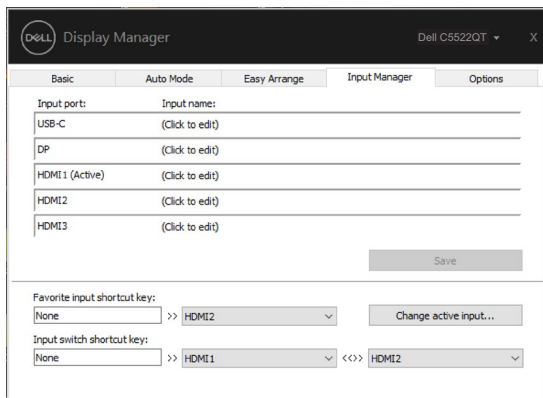 DELL Display Manager Dell C5522QT X
Basic Auto Mode Easy Arrange Input Manager Options
Input port: Input name:
USB-C (Click to edit)
DP (Click to edit)
HDMI1 (Active) (Click to edit)
HDMI2 (Click to edit)
HDMI3 (Click to edit)
Save
Favorite input shortcut key:
None >> HDMI2 Change active input...
Input switch shortcut key:
None >> HDMI1 <<>> HDMI2